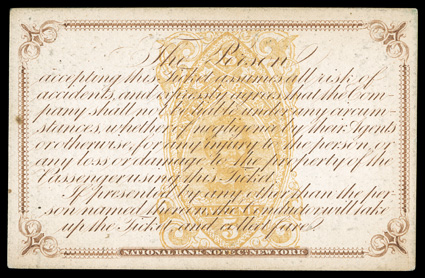 The Person
accepting this Ticket assumes all risk of
accidents, and expressly agrees that the Com-
pany shall not be liable, under any circum-
stances, whether of negligence by their Agents
or otherwise, for any injury to the person, or
any loss or damage to the property of the
Passenger using this Ticket.
If presented by any other than the per-
son named hereon the Conductor will take
up the Ticket and collect fare.
NATIONAL BANK NOTE CO. NEW YORK